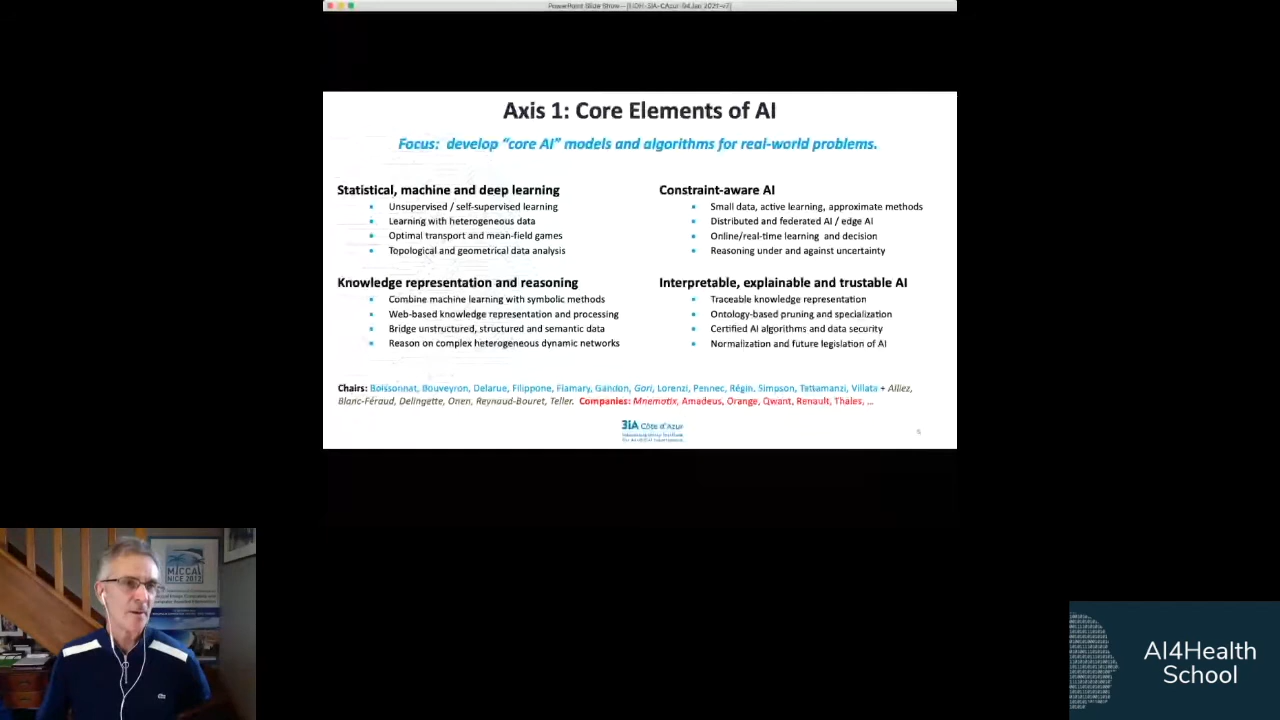 Axis 1: Core Elements of AI
Focus: develop “core AI” models and algorithms for real-world problems.
Statistical, machine and deep learning
Unsupervised / self-supervised learning
Learning with heterogeneous data
Optimal transport and mean-field games
Topological and geometrical data analysis
Knowledge representation and reasoning
Combine machine learning with symbolic methods
Web-based knowledge representation and processing
Bridge unstructured, structured and semantic data
Reason on complex heterogeneous dynamic networks
Constraint-aware AI
Small data, active learning, approximate methods
Distributed and federated AI / edge AI
Online/real-time learning and decision
Reasoning under and against uncertainty
Interpretable, explainable and trustable AI
Traceable knowledge representation
Ontology-based pruning and specialization
Certified AI algorithms and data security
Normalization and future legislation of AI
Chairs: Boissonnat, Bouveyron, Delarue, Filippone, Flamary, Gandon, Gori, Lorenzi, Pennec, Régin, Simpson, Tettamanzi, Villata + Alliez,
Blanc-Féraud, Delingette, Onen, Reynaud-Bouret, Teller. Companies: Mnemotix, Amadeus, Orange, Qwant, Renault, Thales, ...
3iA Côte d'Azur
MICCAI
NICE 2012
AI4Health
School